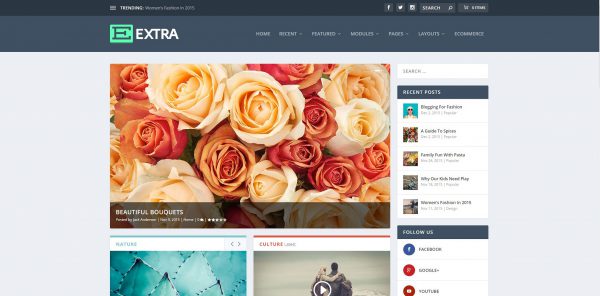 TRENDING: Women's Fashion In 2015
SEARCH
0 ITEMS
E EXTRA
HOME RECENT FEATURED MODULES PAGES LAYOUTS ECOMMERCE
SEARCH ...
RECENT POSTS
Blogging For Fashion
Dec 2, 2015 | Popular
A Guide To Spices
Dec 2, 2015 | Popular
Family Fun With Pasta
Nov 24, 2015 | Popular
Why Our Kids Need Play
Nov 18, 2015 | Popular
Women's Fashion In 2015
Nov 11, 2015 | Design
BEAUTIFUL BOUQUETS
Posted by Jack Anderson | Nov 9, 2015 | Home | 0
NATURE
CULTURE
FOLLOW US
FACEBOOK
GOOGLE+
YOUTUBE